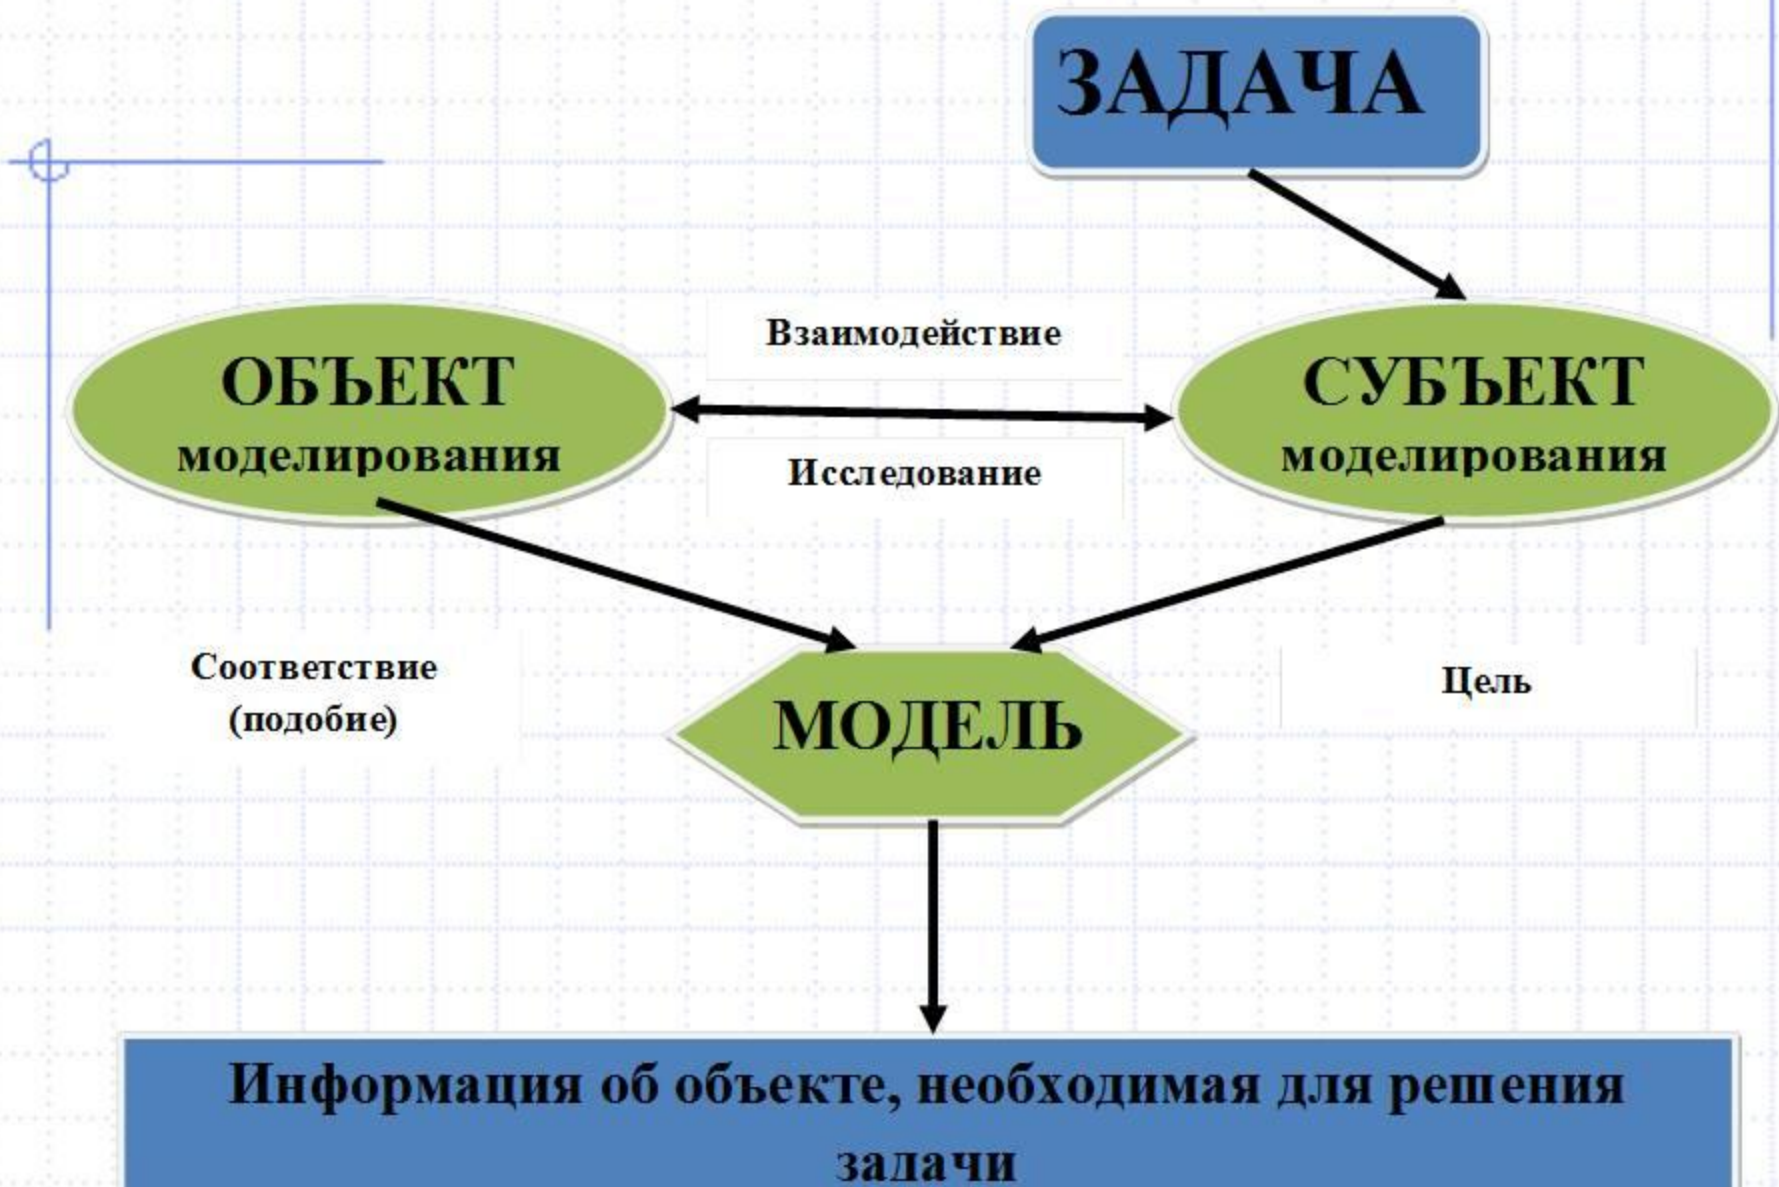 ЗАДАЧА
Взаимодействие
ОБЪЕКТ
моделирования
СУБЪЕКТ
моделирования
Исследование
Соответствие
(подобие)
МОДЕЛЬ
Цель
Информация об объекте, необходимая для решения
задачи